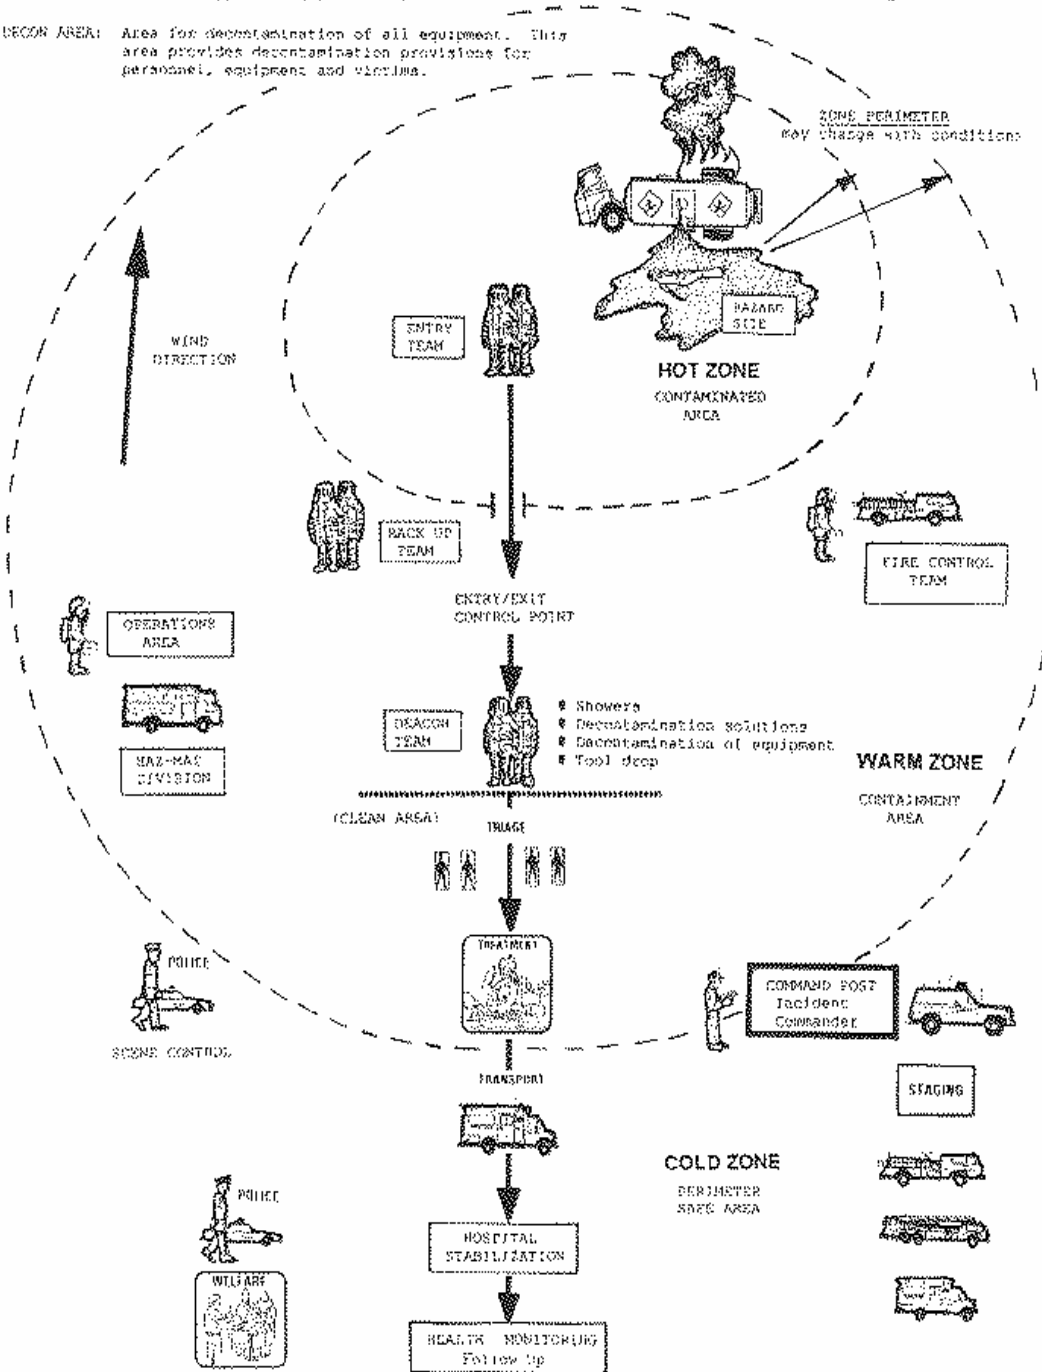 DECON AREA: Area for decontamination of all equipment. This
area provides decontamination provisions for
personnel, equipment and victims.
ZONE PERIMETER
may change with conditions
WIND
DIRECTION
ENTRY
TEAM
HAZARD
SITE
HOT ZONE
CONTAMINATED
AREA
BACK UP
TEAM
FIRE CONTROL
TEAM
ENTRY/EXIT
CONTROL POINT
OPERATIONS
AREA
HAZ-MAT
DIVISION
DEACON
TEAM
* Showers
* Decontamination solutions
* Decontamination of equipment
* Tool drop
WARM ZONE
CONTAINMENT
AREA
(CLEAN AREA)
TRIAGE
TREATMENT
POLICE
SCENE CONTROL
COMMAND POST
Incident
Commander
STAGING
TRANSPORT
COLD ZONE
PERIMETER
SAFE AREA
POLICE
WELFARE
HOSPITAL
STABILIZATION
HEALTH MONITORING
Follow Up